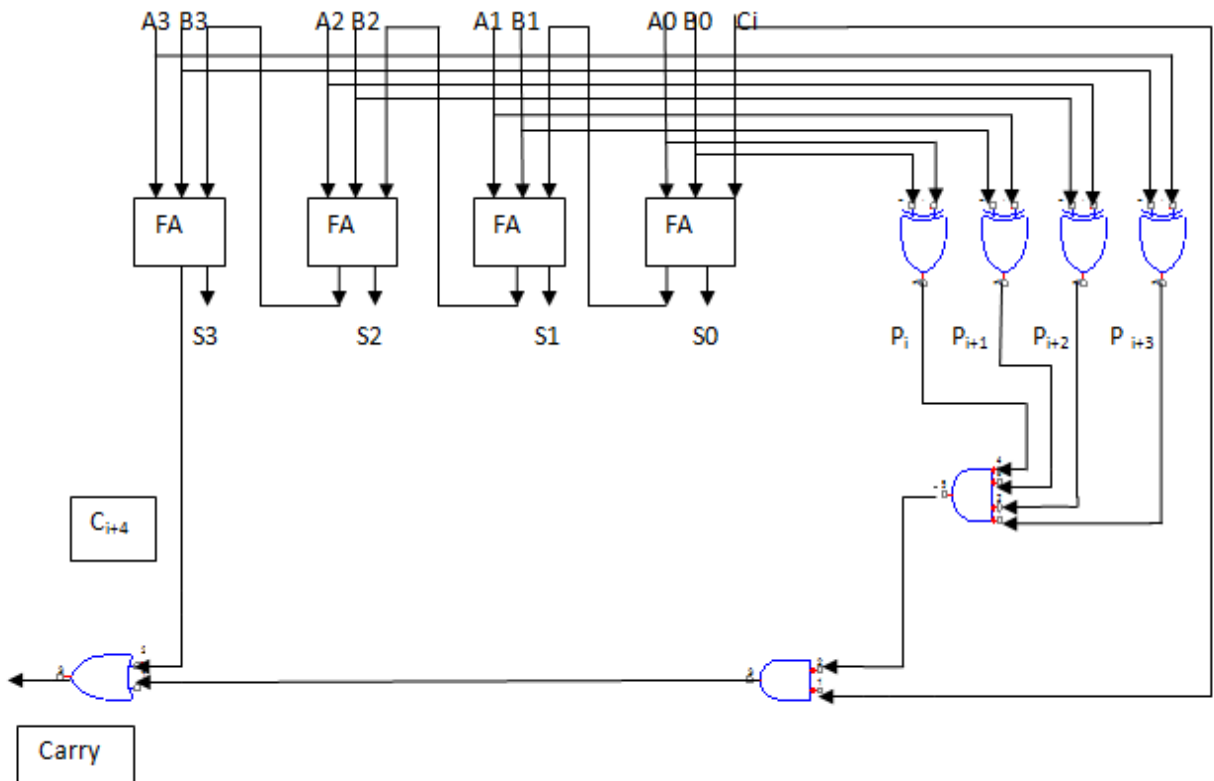 A3 B3 A2 B2 A1 B1 A0 B0 Ci
FA FA FA FA
S3 S2 S1 S0
Pᵢ Pᵢ₊₁ Pᵢ₊₂ P ᵢ₊₃
Cᵢ₊₄
Carry